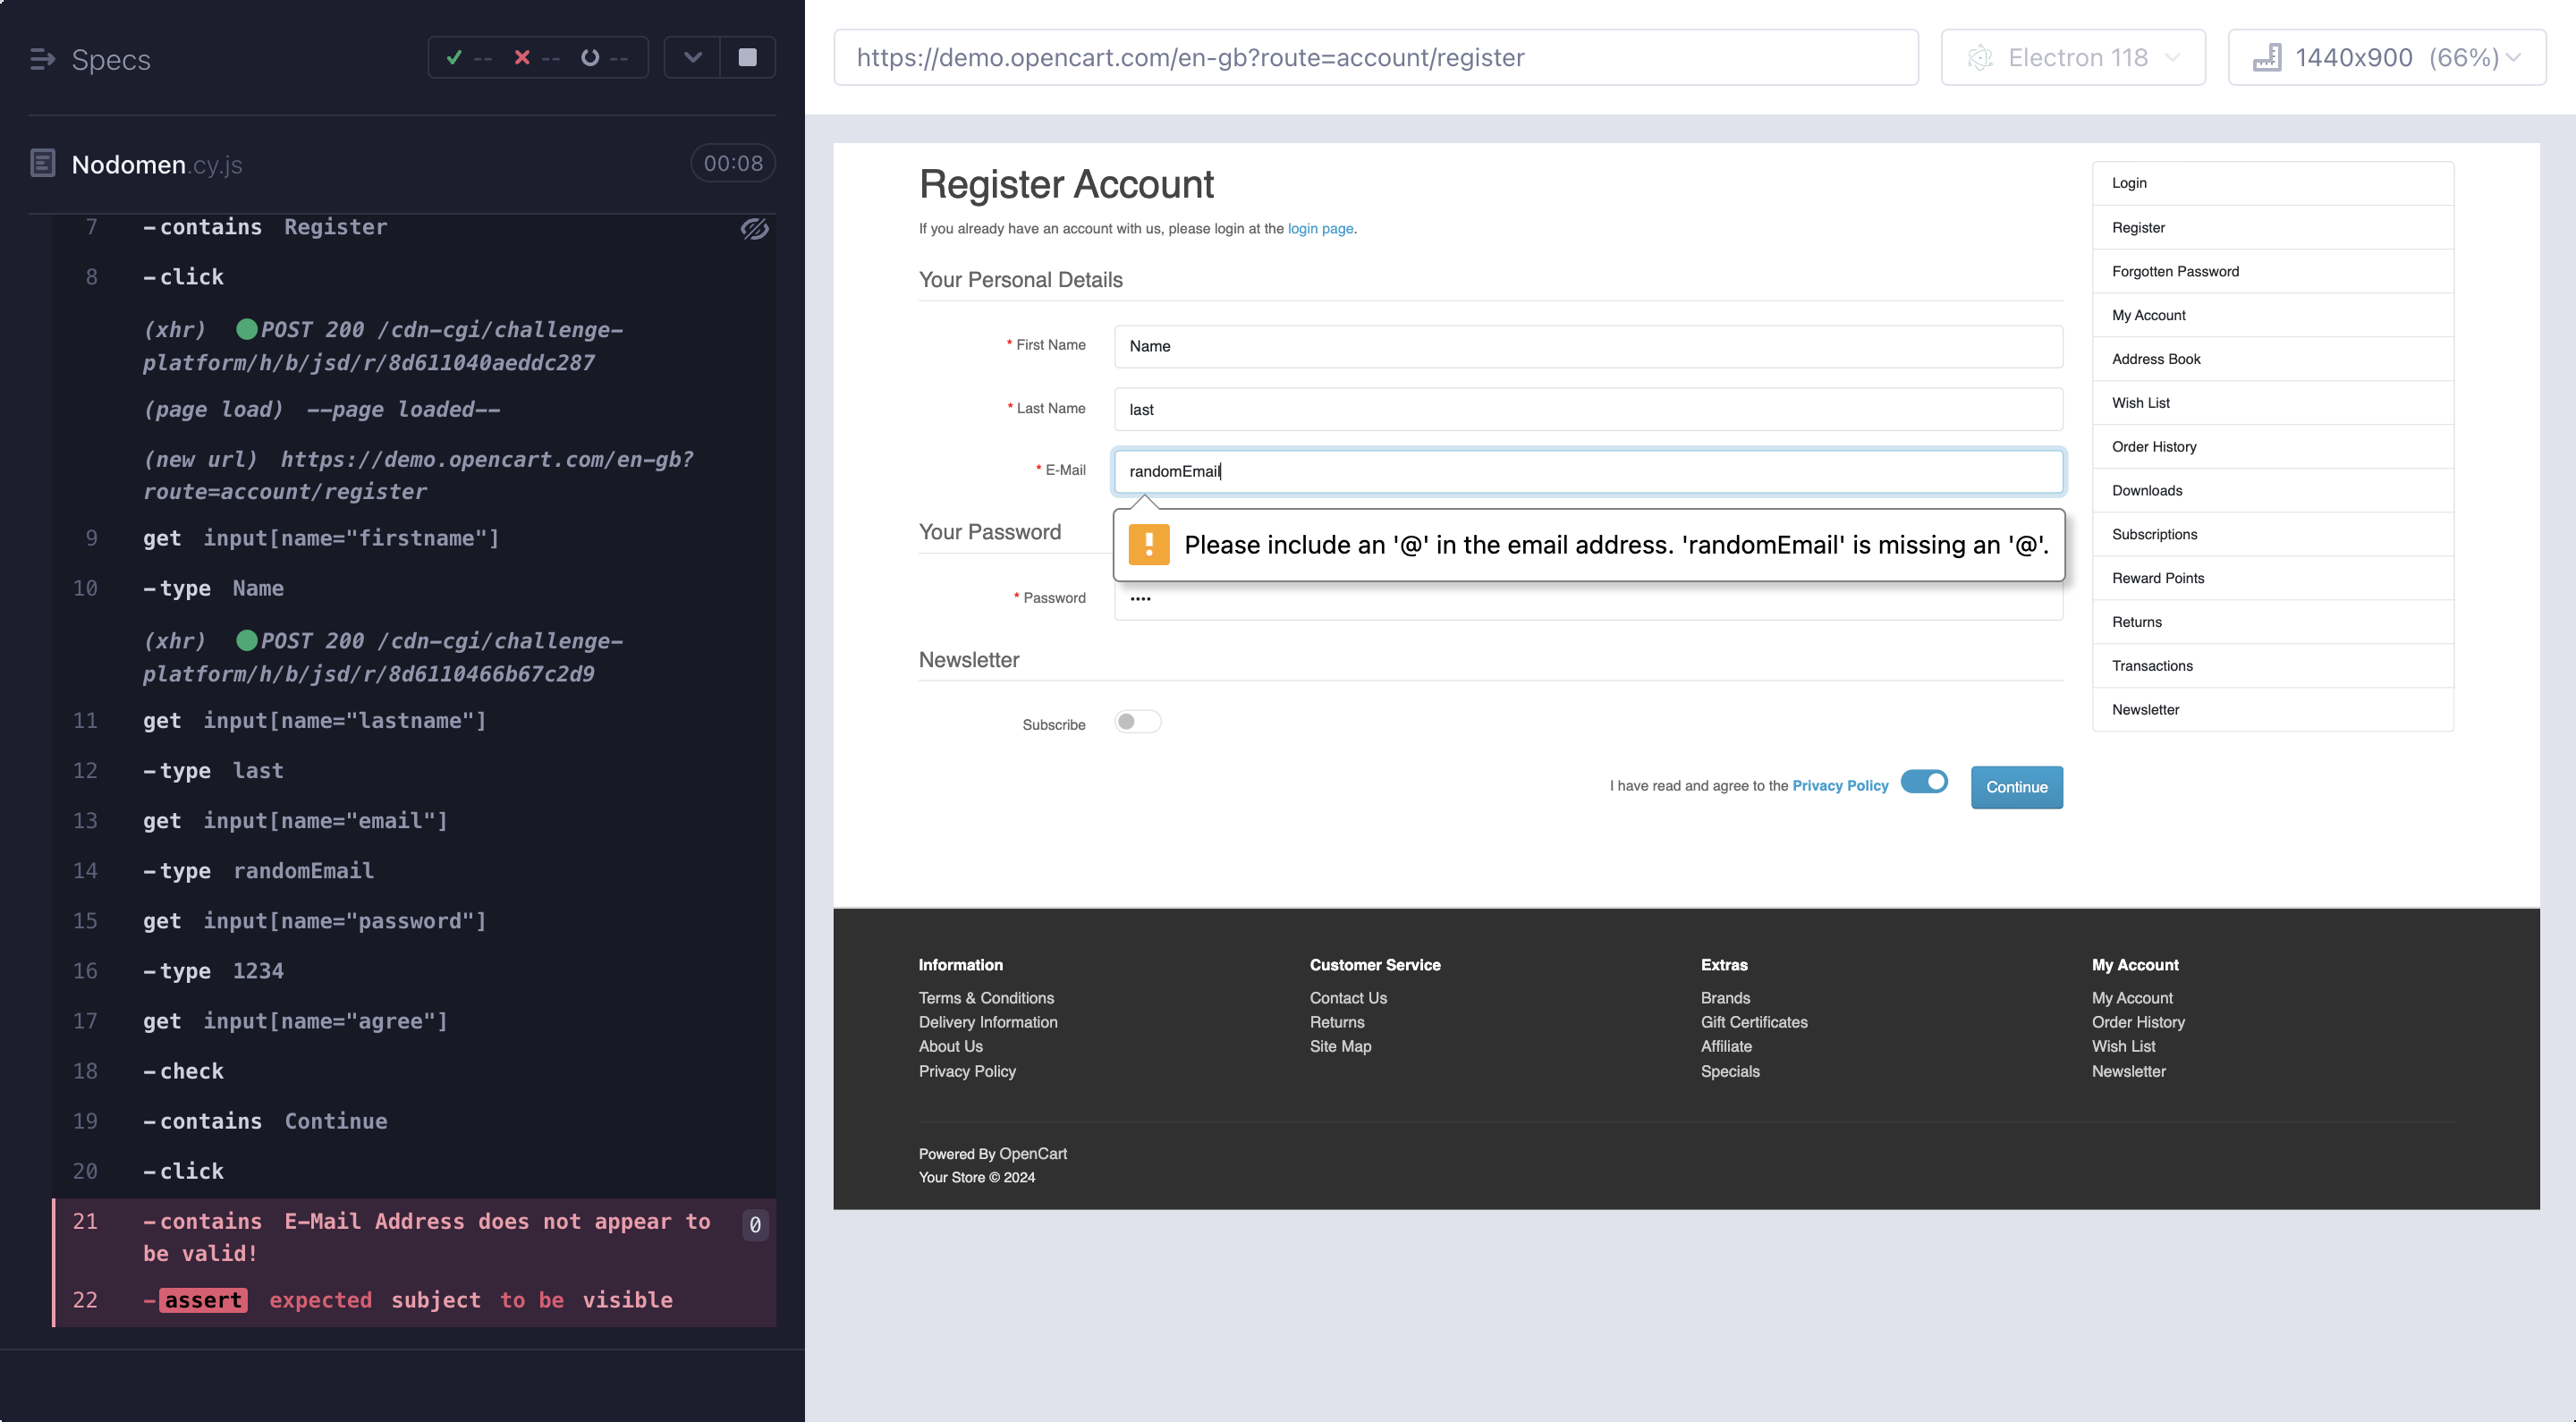 Specs
-- -- --
Nodomen.cy.js
00:08
7 -contains Register
8 -click
(xhr) POST 200 /cdn-cgi/challenge-
platform/h/b/jsd/r/8d611040aeddc287
(page load) --page loaded--
(new url) https://demo.opencart.com/en-gb?
route=account/register
9 get input[name="firstname"]
10 -type Name
(xhr) POST 200 /cdn-cgi/challenge-
platform/h/b/jsd/r/8d6110466b67c2d9
11 get input[name="lastname"]
12 -type last
13 get input[name="email"]
14 -type randomEmail
15 get input[name="password"]
16 -type 1234
17 get input[name="agree"]
18 -check
19 -contains Continue
20 -click
21 -contains E-Mail Address does not appear to 0
be valid!
22 -assert expected subject to be visible
https://demo.opencart.com/en-gb?route=account/register
Electron 118
1440x900 (66%)
Register Account
If you already have an account with us, please login at the login page.
Your Personal Details
* First Name Name
* Last Name last
* E-Mail randomEmail
Please include an '@' in the email address. 'randomEmail' is missing an '@'.
Your Password
* Password ••••
Newsletter
Subscribe
I have read and agree to the Privacy Policy
Continue
Login
Register
Forgotten Password
My Account
Address Book
Wish List
Order History
Downloads
Subscriptions
Reward Points
Returns
Transactions
Newsletter
Information
Terms & Conditions
Delivery Information
About Us
Privacy Policy
Customer Service
Contact Us
Returns
Site Map
Extras
Brands
Gift Certificates
Affiliate
Specials
My Account
My Account
Order History
Wish List
Newsletter
Powered By OpenCart
Your Store © 2024